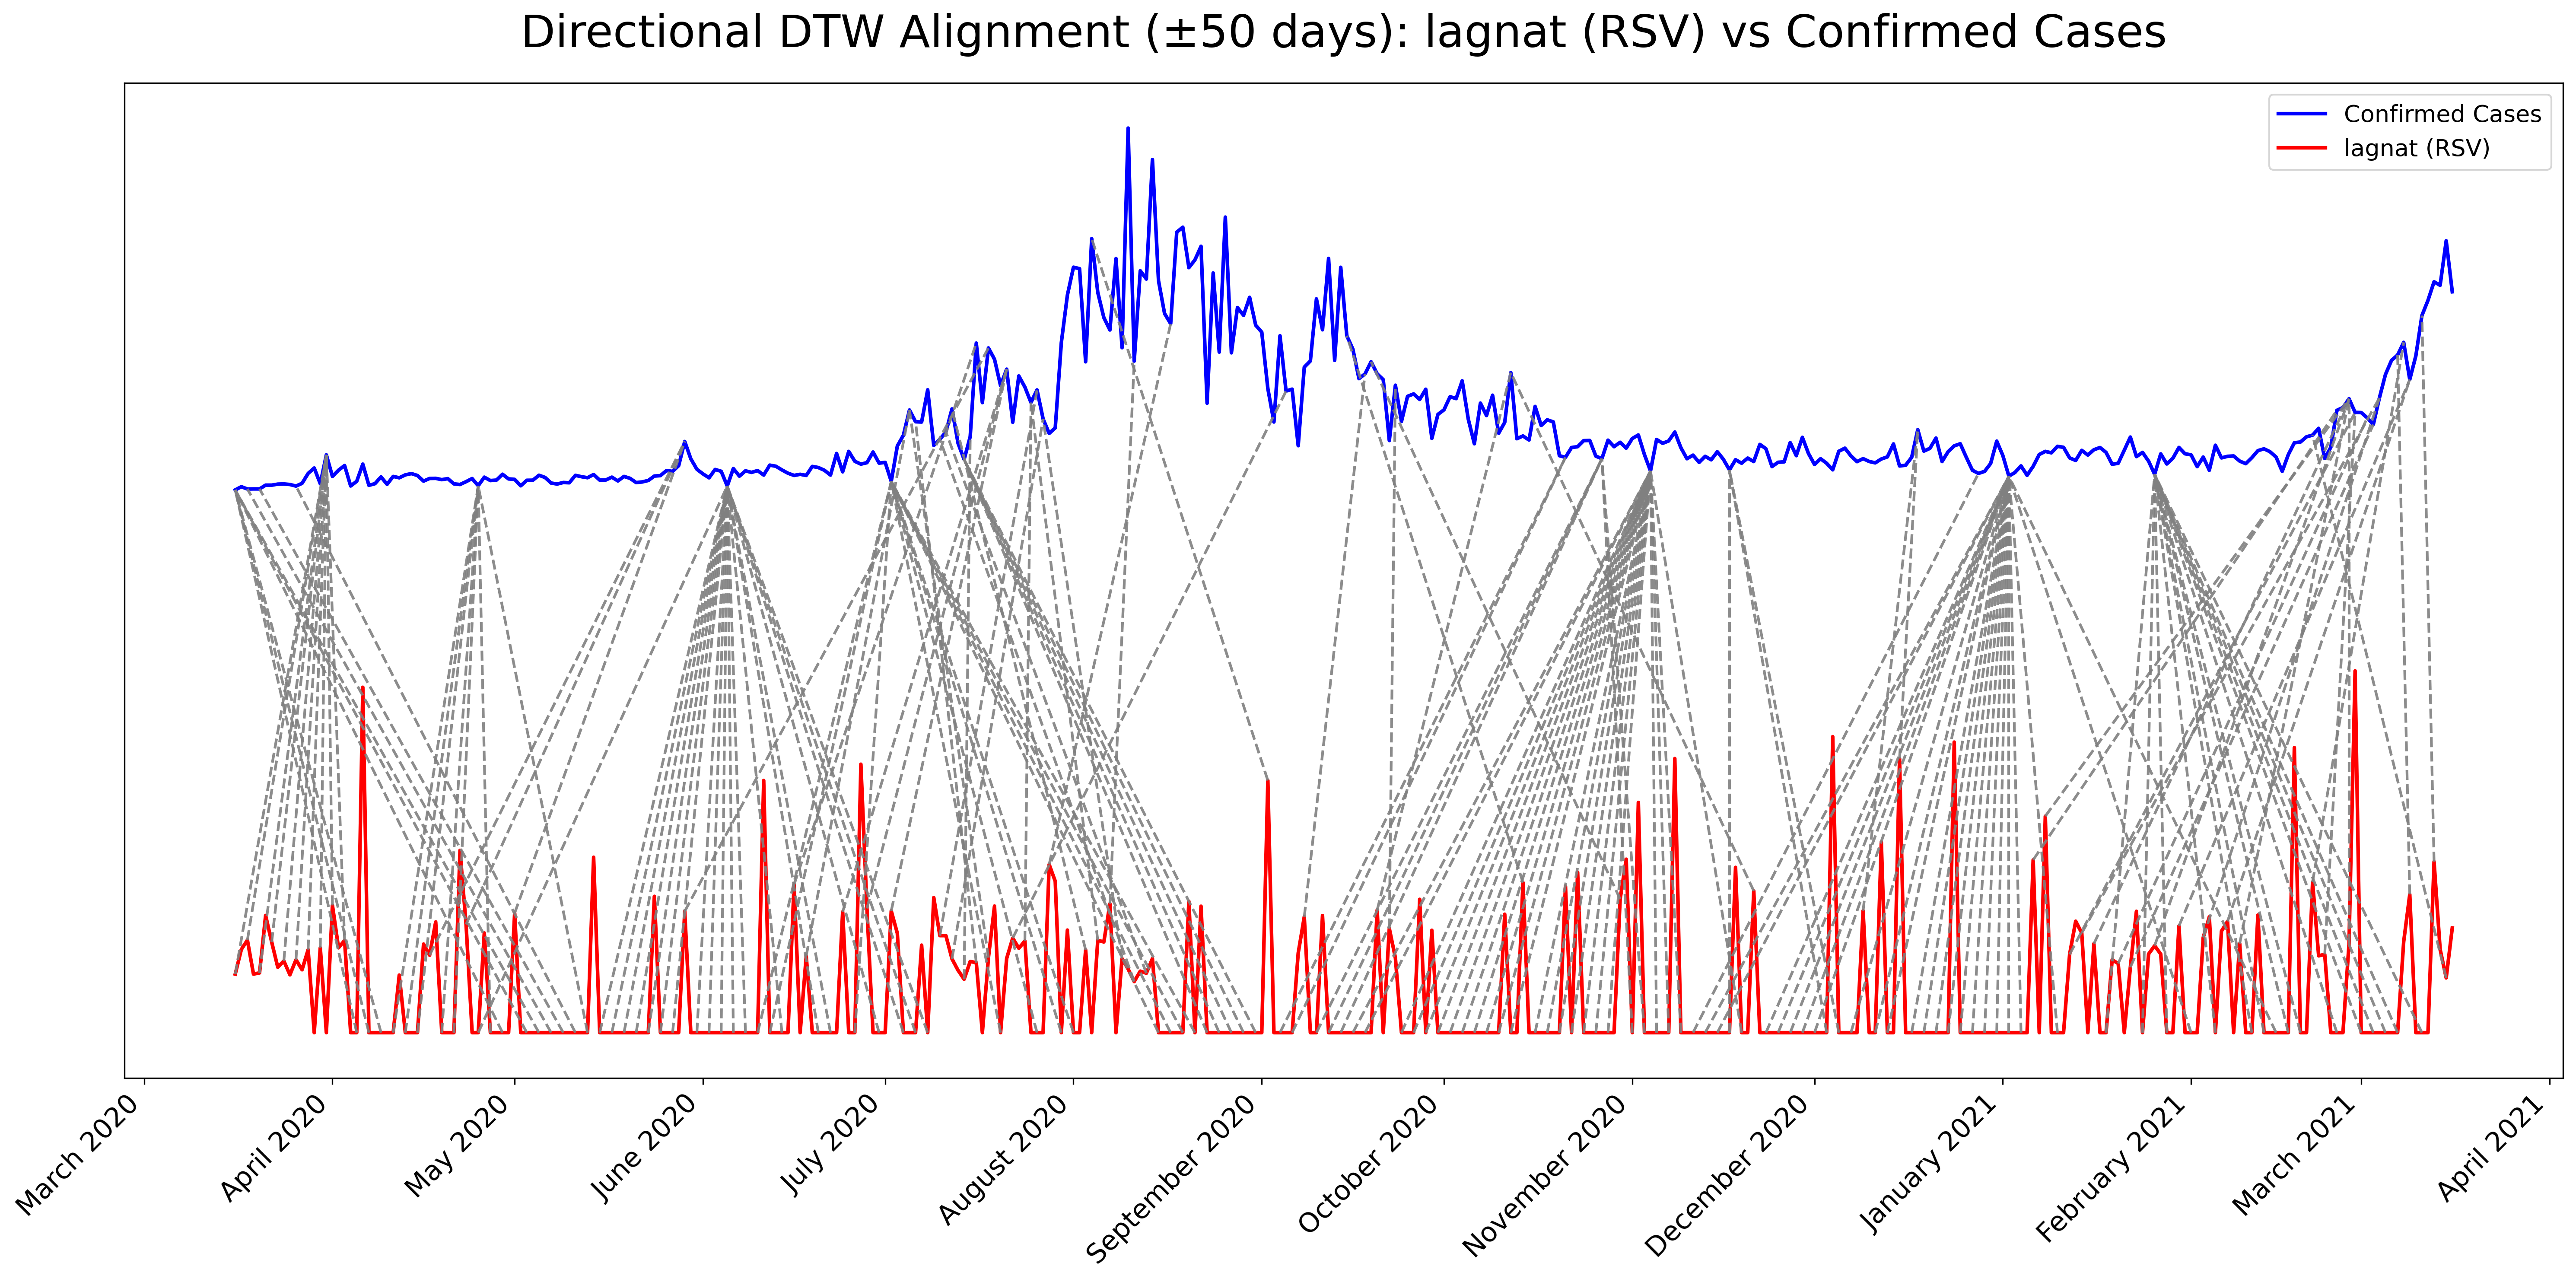 Directional DTW Alignment (±50 days): lagnat (RSV) vs Confirmed Cases
Confirmed Cases
lagnat (RSV)
March 2020
April 2020
May 2020
June 2020
July 2020
August 2020
September 2020
October 2020
November 2020
December 2020
January 2021
February 2021
March 2021
April 2021